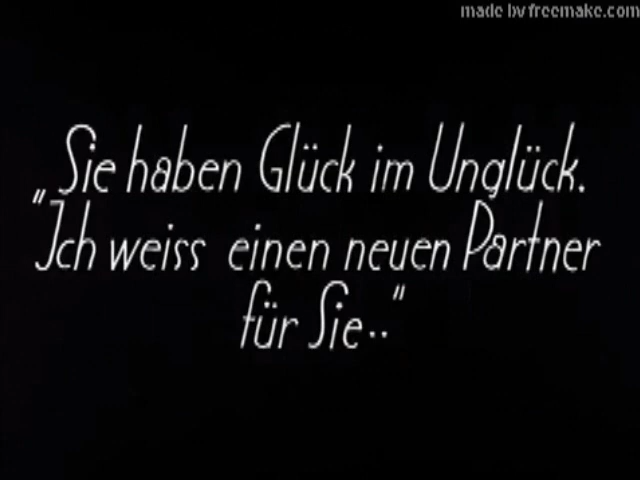 made by freemake.com
Sie haben Glück im Unglück.
„Ich weiss einen neuen Partner
für Sie.."